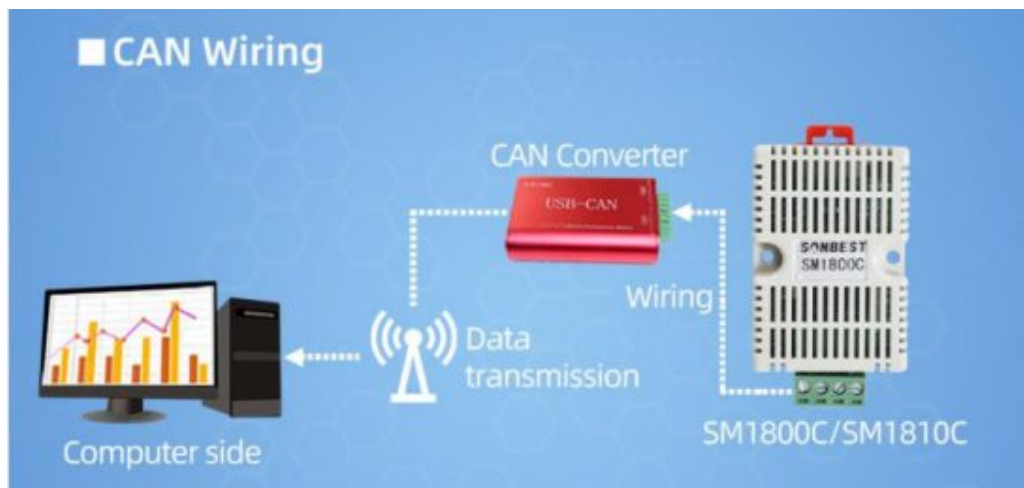 CAN Wiring
CAN Converter
USB-CAN
SONBEST
SM1800C
Wiring
Data
transmission
SM1800C/SM1810C
Computer side